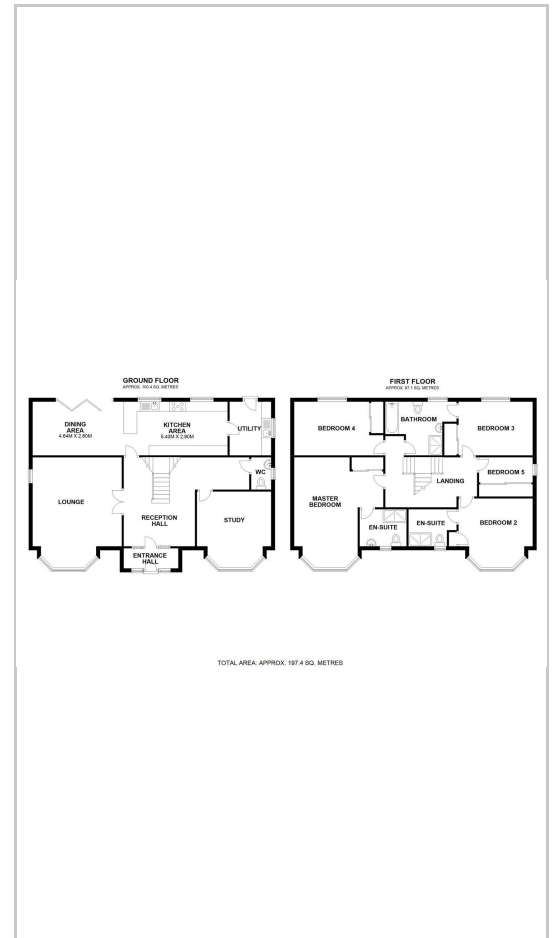 GROUND FLOOR
APPROX. 100.4 SQ. METRES
DINING
AREA
4.64M X 2.80M
KITCHEN
AREA
5.40M X 2.80M
UTILITY
LOUNGE
WC
RECEPTION
HALL
STUDY
ENTRANCE
HALL
FIRST FLOOR
APPROX. 97.1 SQ. METRES
BEDROOM 4
BATHROOM
BEDROOM 3
BEDROOM 5
LANDING
MASTER
BEDROOM
EN-SUITE
EN-SUITE
BEDROOM 2
TOTAL AREA: APPROX. 197.4 SQ. METRES